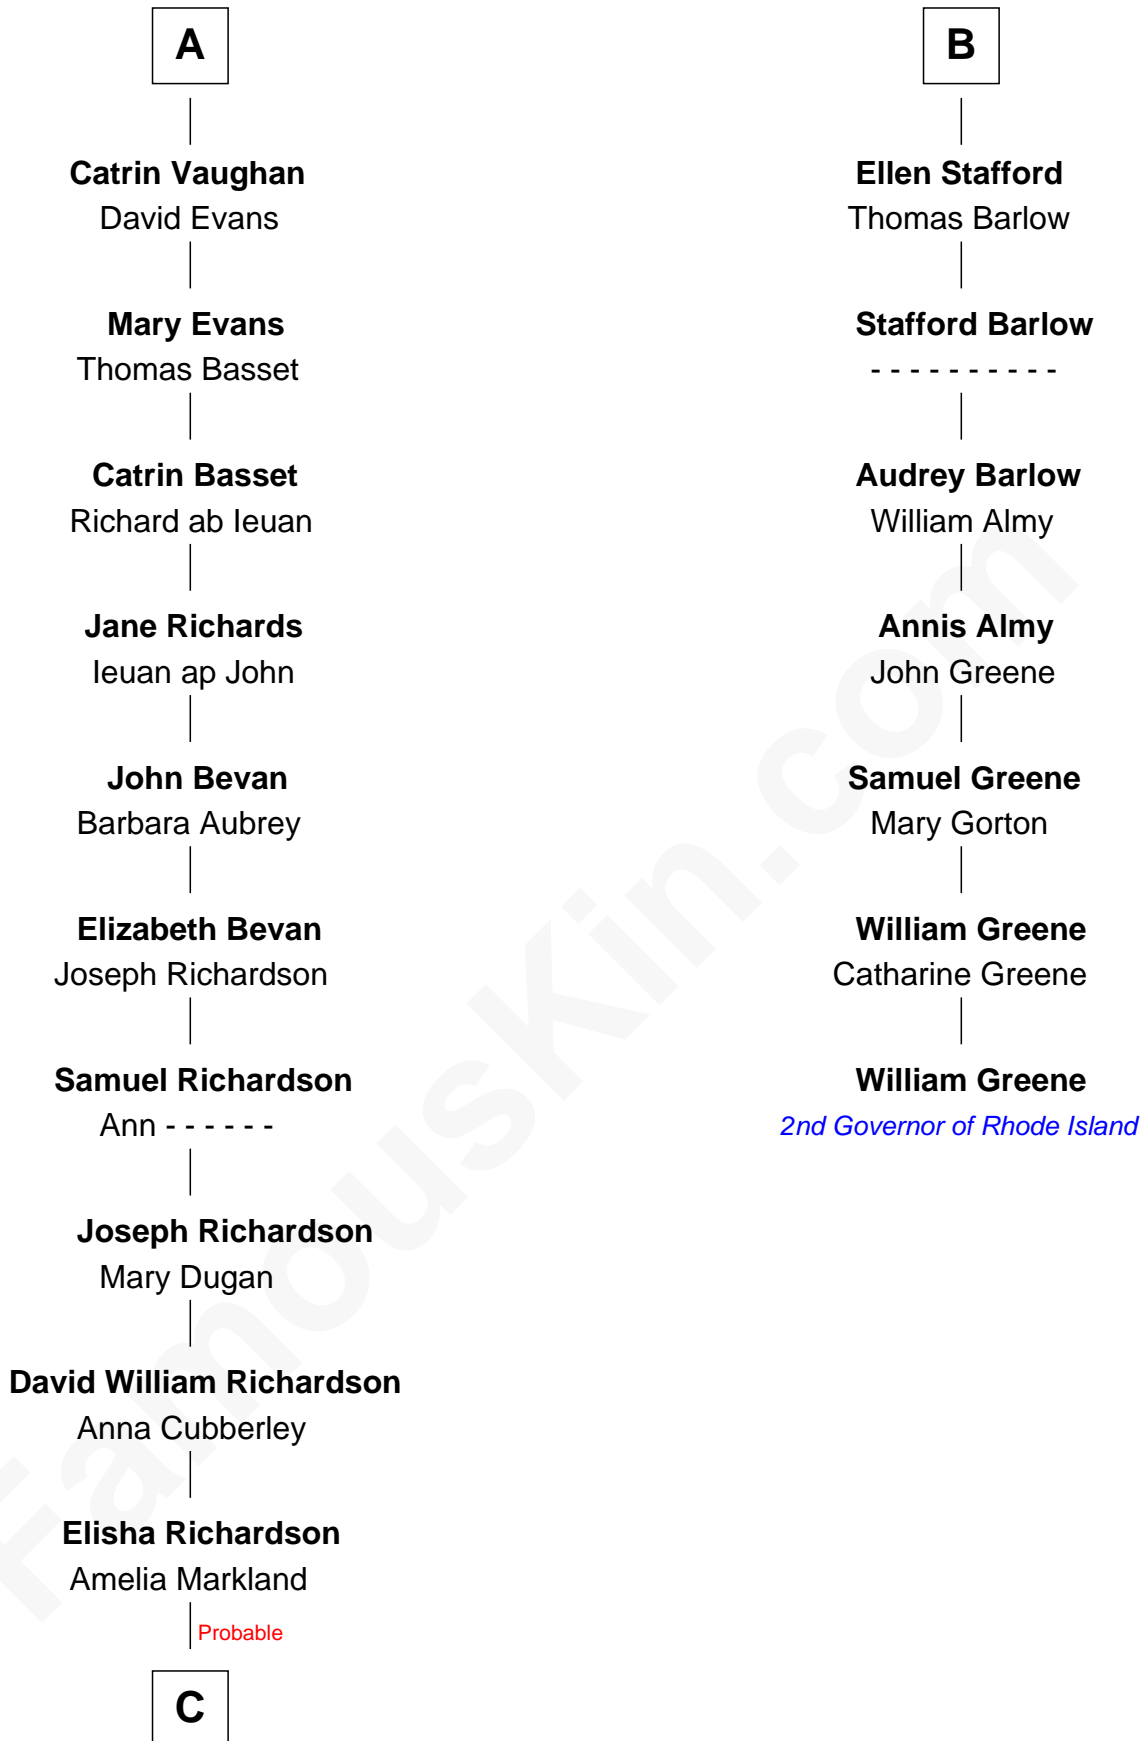 A
Catrin Vaughan
David Evans
Mary Evans
Thomas Basset
Catrin Basset
Richard ab Ieuan
Jane Richards
Ieuan ap John
John Bevan
Barbara Aubrey
Elizabeth Bevan
Joseph Richardson
Samuel Richardson
Ann - - - - - -
Joseph Richardson
Mary Dugan
David William Richardson
Anna Cubberley
Elisha Richardson
Amelia Markland
Probable
C
B
Ellen Stafford
Thomas Barlow
Stafford Barlow
- - - - - - - - - -
Audrey Barlow
William Almy
Annis Almy
John Greene
Samuel Greene
Mary Gorton
William Greene
Catharine Greene
William Greene
2nd Governor of Rhode Island
FamousKin.com